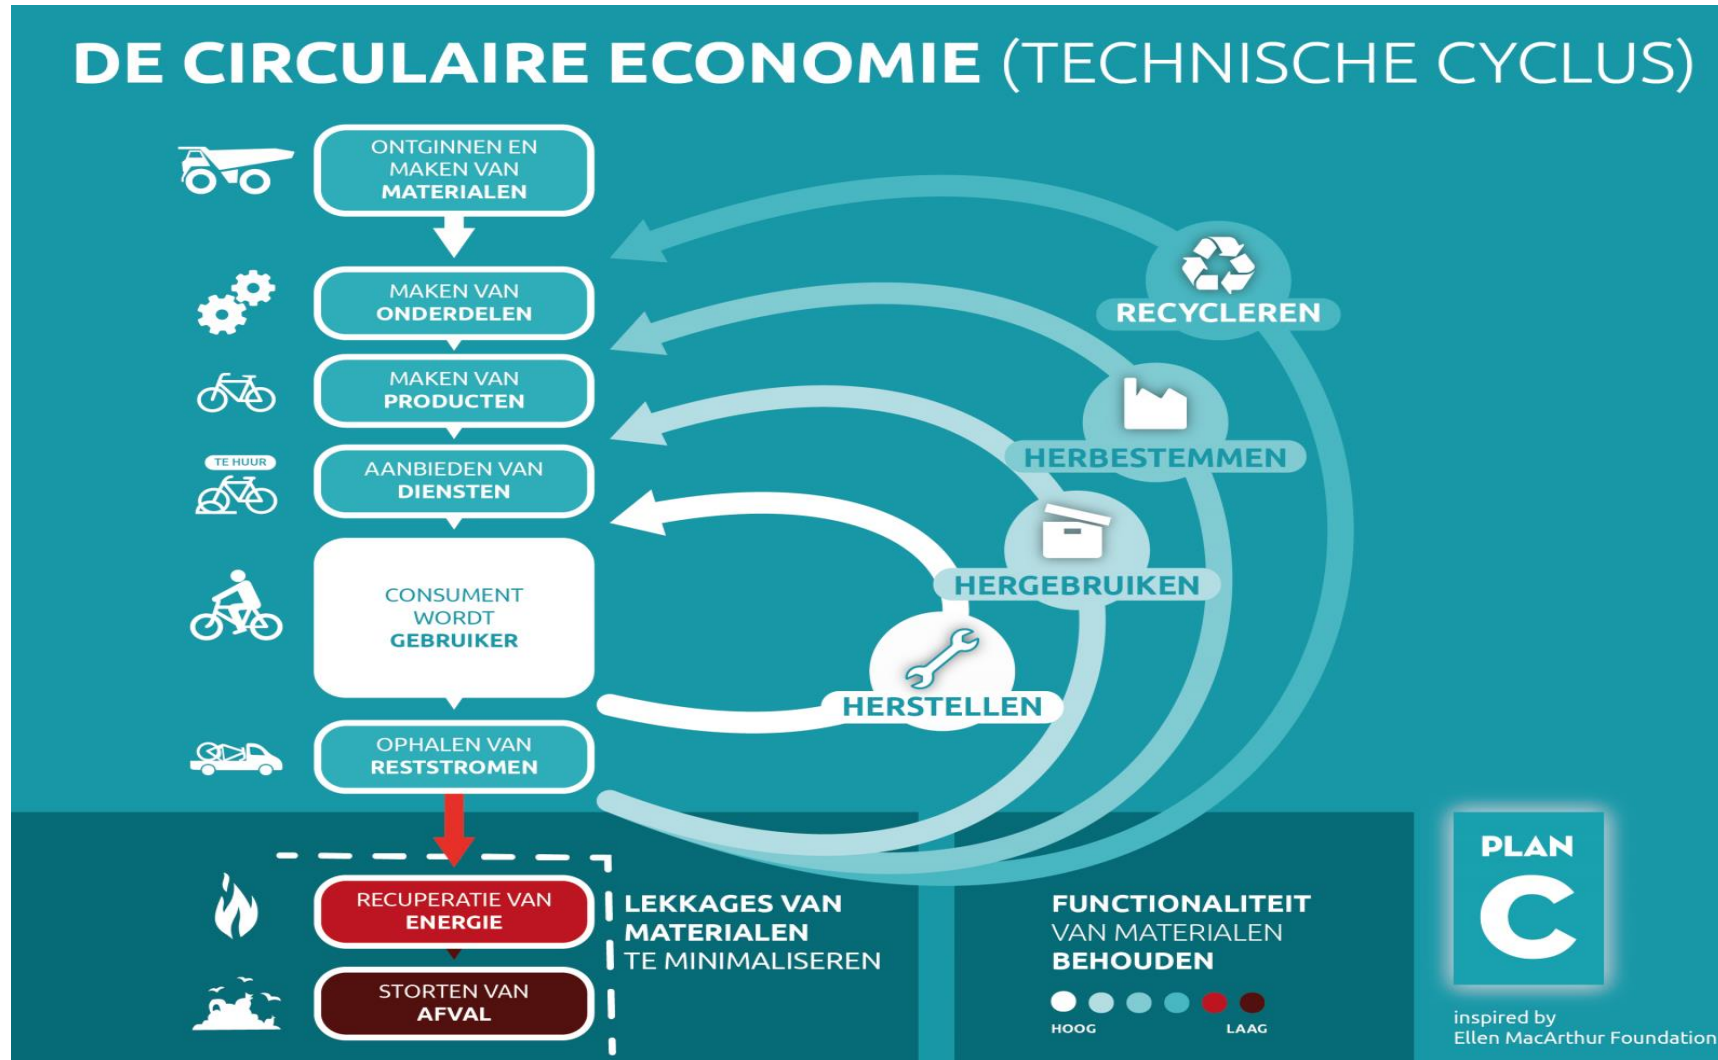 DE CIRCULAIRE ECONOMIE (TECHNISCHE CYCLUS)
ONTGINNEN EN
MAKEN VAN
MATERIALEN
MAKEN VAN
ONDERDELEN
MAKEN VAN
PRODUCTEN
TE HUUR
AANBIEDEN VAN
DIENSTEN
CONSUMENT
WORDT
GEBRUIKER
OPHALEN VAN
RESTSTROMEN
RECUPERATIE VAN
ENERGIE
STORTEN VAN
AFVAL
RECYCLEREN
HERBESTEMMEN
HERGEBRUIKEN
HERSTELLEN
LEKKAGES VAN
MATERIALEN
TE MINIMALISEREN
FUNCTIONALITEIT
VAN MATERIALEN
BEHOUDEN
HOOG LAAG
PLAN
C
inspired by
Ellen MacArthur Foundation